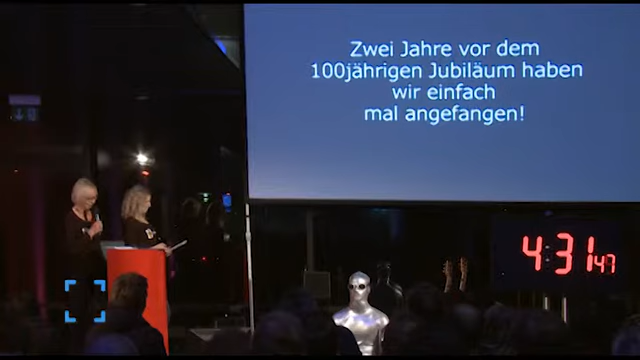 Zwei Jahre vor dem
100jährigen Jubiläum haben
wir einfach
mal angefangen!
4:31 47